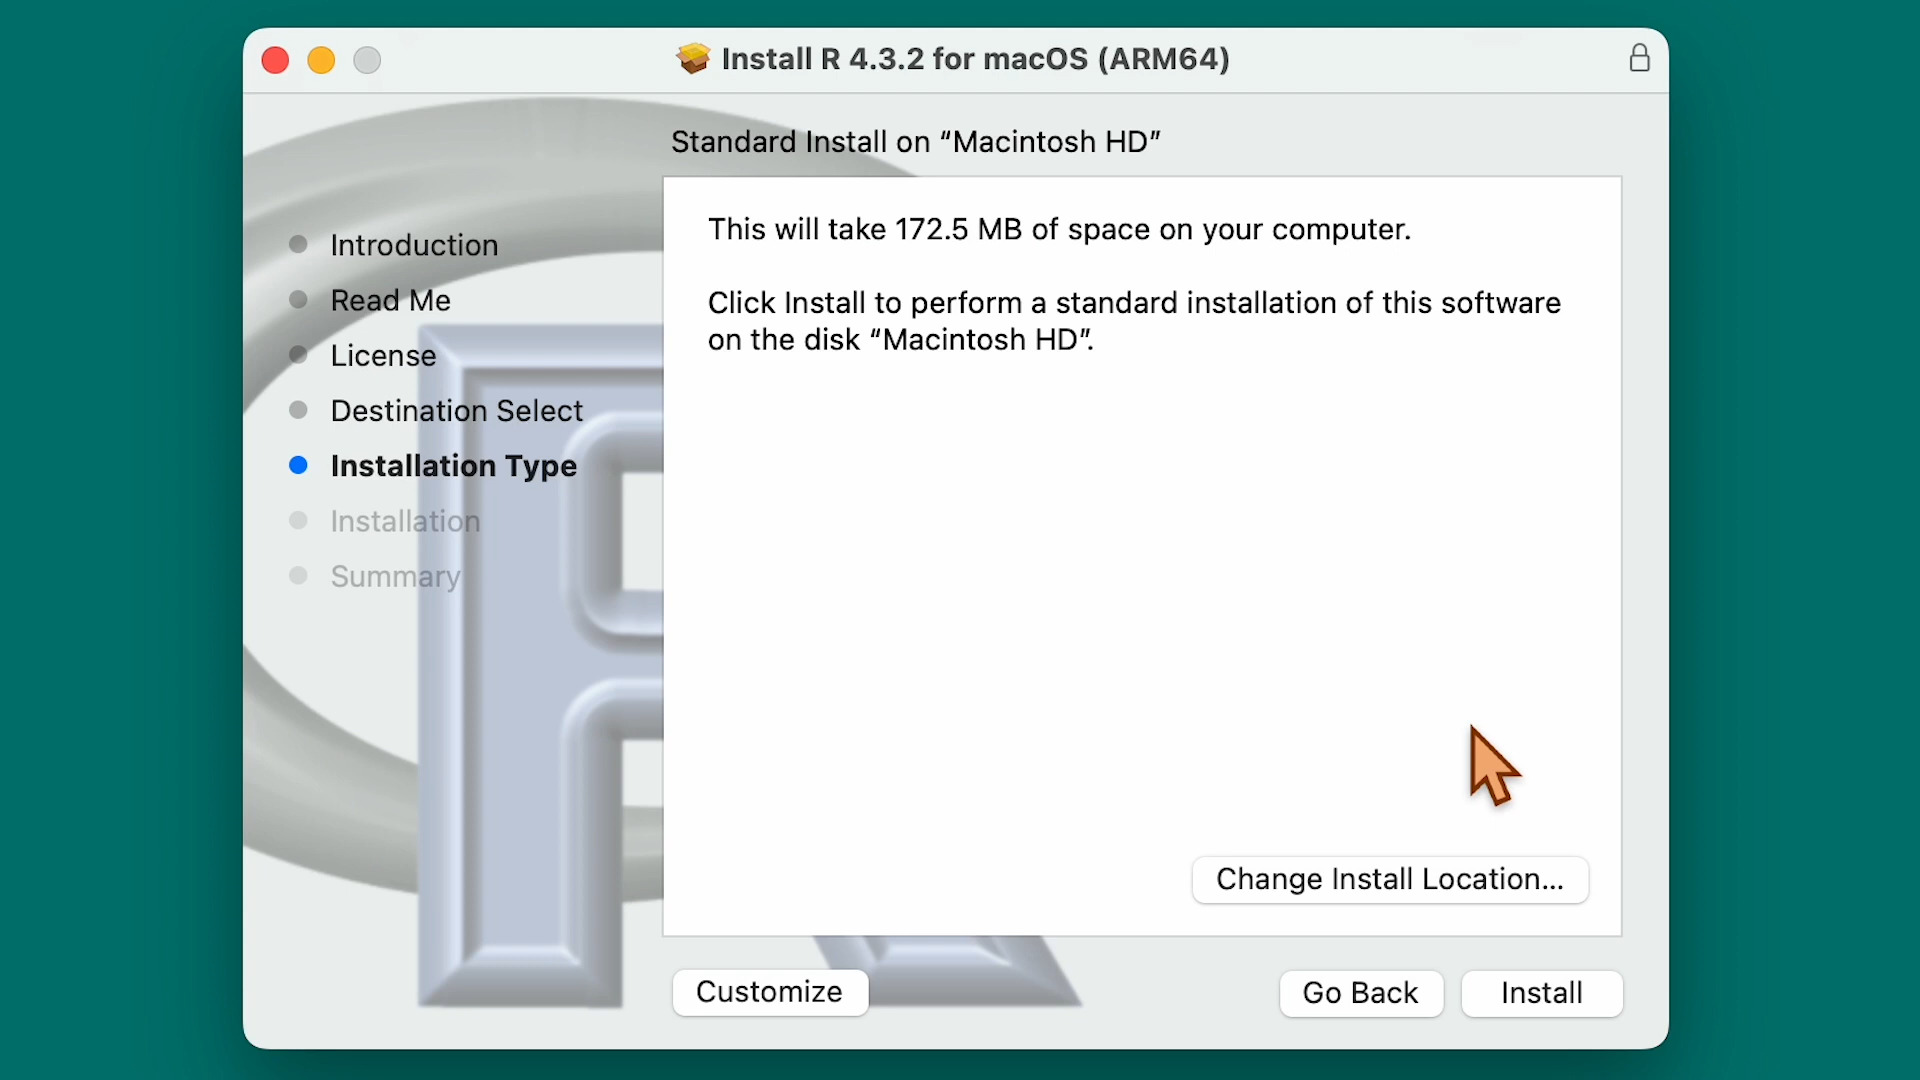 Install R 4.3.2 for macOS (ARM64)
Standard Install on “Macintosh HD”
Introduction
Read Me
License
Destination Select
Installation Type
Installation
Summary
This will take 172.5 MB of space on your computer.
Click Install to perform a standard installation of this software
on the disk “Macintosh HD”.
Change Install Location...
Customize
Go Back
Install